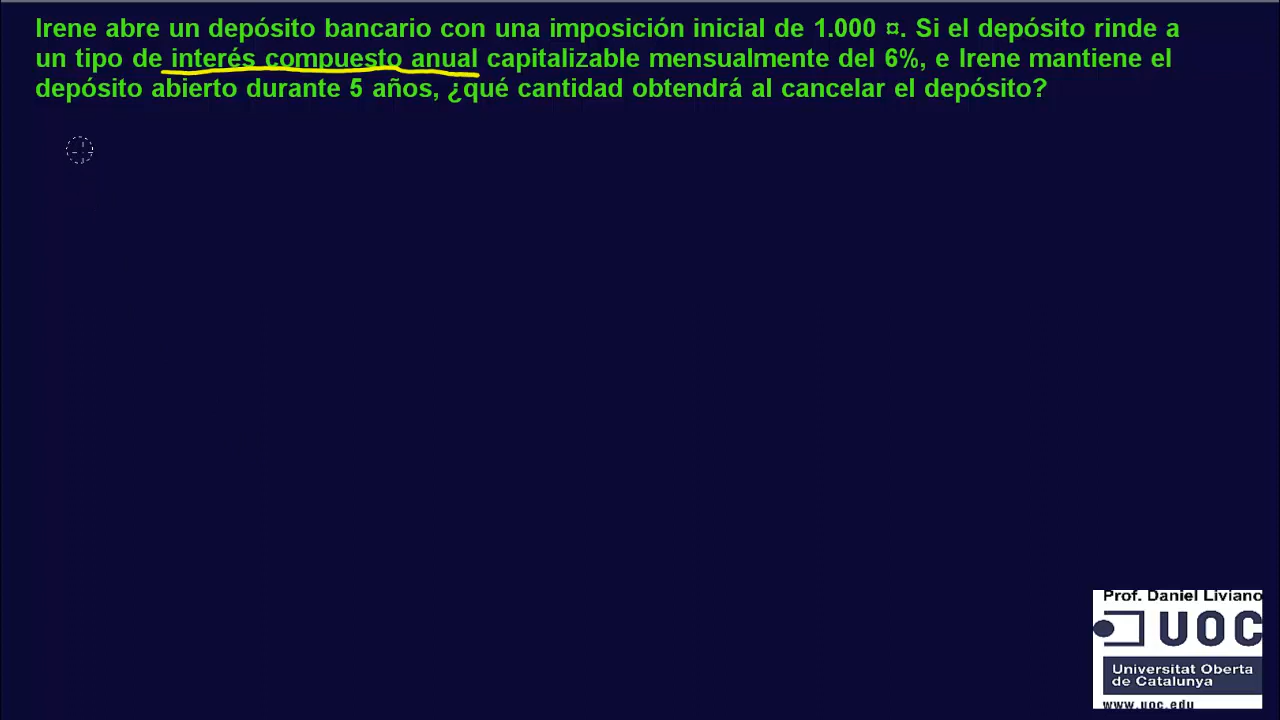 Irene abre un depósito bancario con una imposición inicial de 1.000 ¤. Si el depósito rinde a
un tipo de interés compuesto anual capitalizable mensualmente del 6%, e Irene mantiene el
depósito abierto durante 5 años, ¿qué cantidad obtendrá al cancelar el depósito?
Prof. Daniel Liviano
UOC
Universitat Oberta
de Catalunya
www.uoc.edu